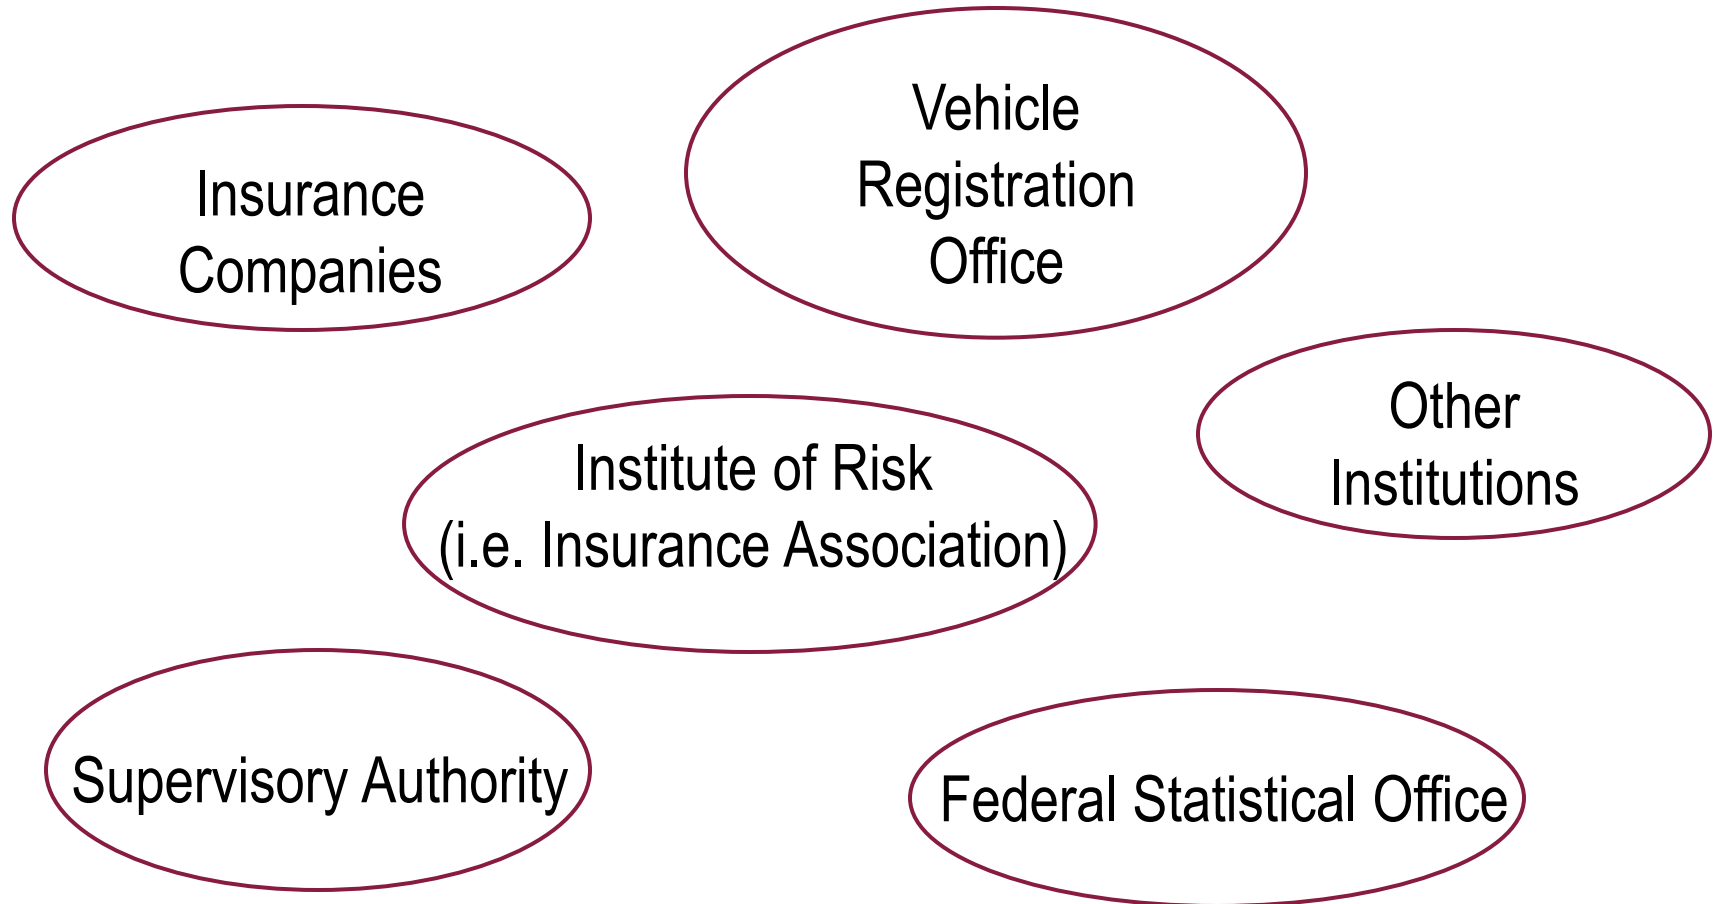 Insurance
Companies
Vehicle
Registration
Office
Other
Institutions
Institute of Risk
(i.e. Insurance Association)
Supervisory Authority
Federal Statistical Office